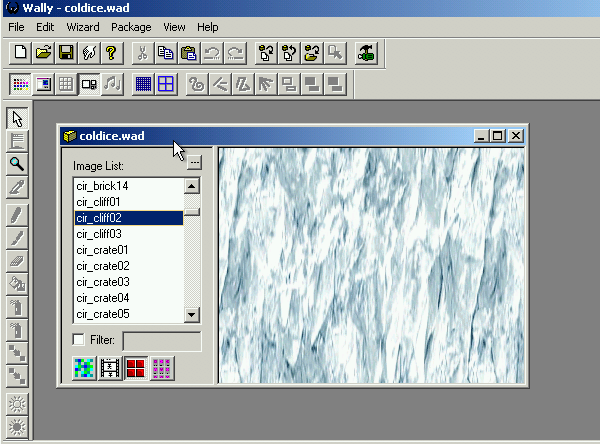 Wally - coldice.wad
File Edit Wizard Package View Help
coldice.wad
Image List:
...
cir_brick14
cir_cliff01
cir_cliff02
cir_cliff03
cir_crate01
cir_crate02
cir_crate03
cir_crate04
cir_crate05
Filter: